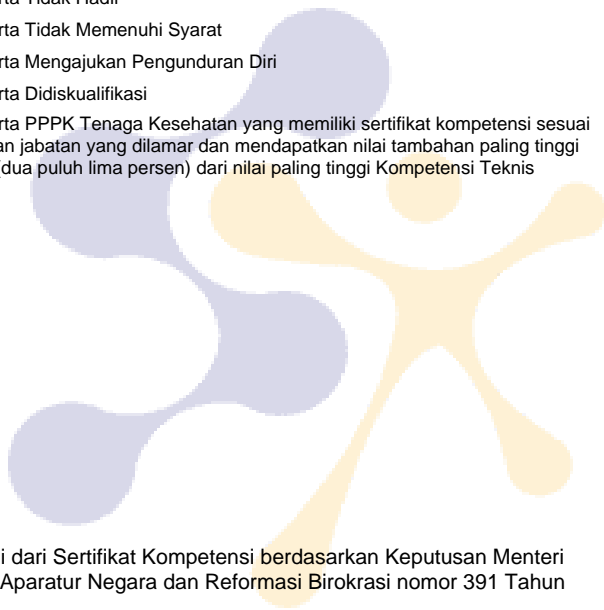 rta Tidak Hadir
rta Tidak Memenuhi Syarat
rta Mengajukan Pengunduran Diri
rta Didiskualifikasi
rta PPPK Tenaga Kesehatan yang memiliki sertifikat kompetensi sesuai
an jabatan yang dilamar dan mendapatkan nilai tambahan paling tinggi
(dua puluh lima persen) dari nilai paling tinggi Kompetensi Teknis
i dari Sertifikat Kompetensi berdasarkan Keputusan Menteri
Aparatur Negara dan Reformasi Birokrasi nomor 391 Tahun